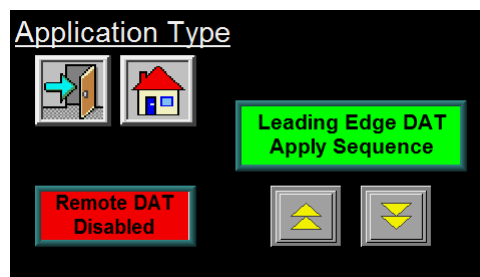 Application Type
Leading Edge DAT
Apply Sequence
Remote DAT
Disabled